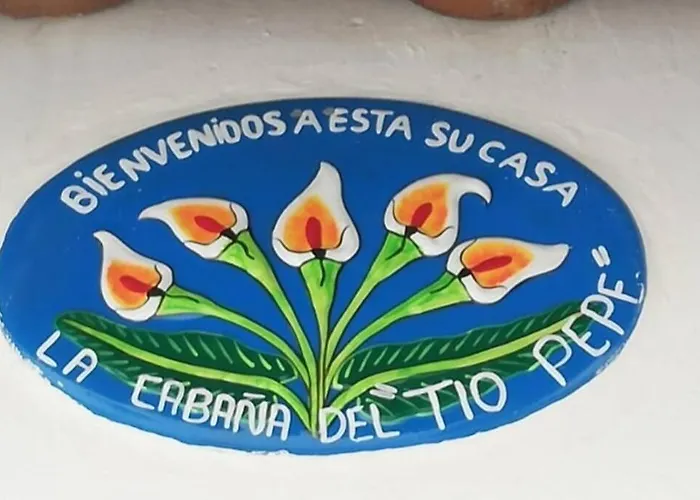 BiENVENiDOS "A" ESTA SU CASA
LA CABAÑA DEL "TIO PEPE"